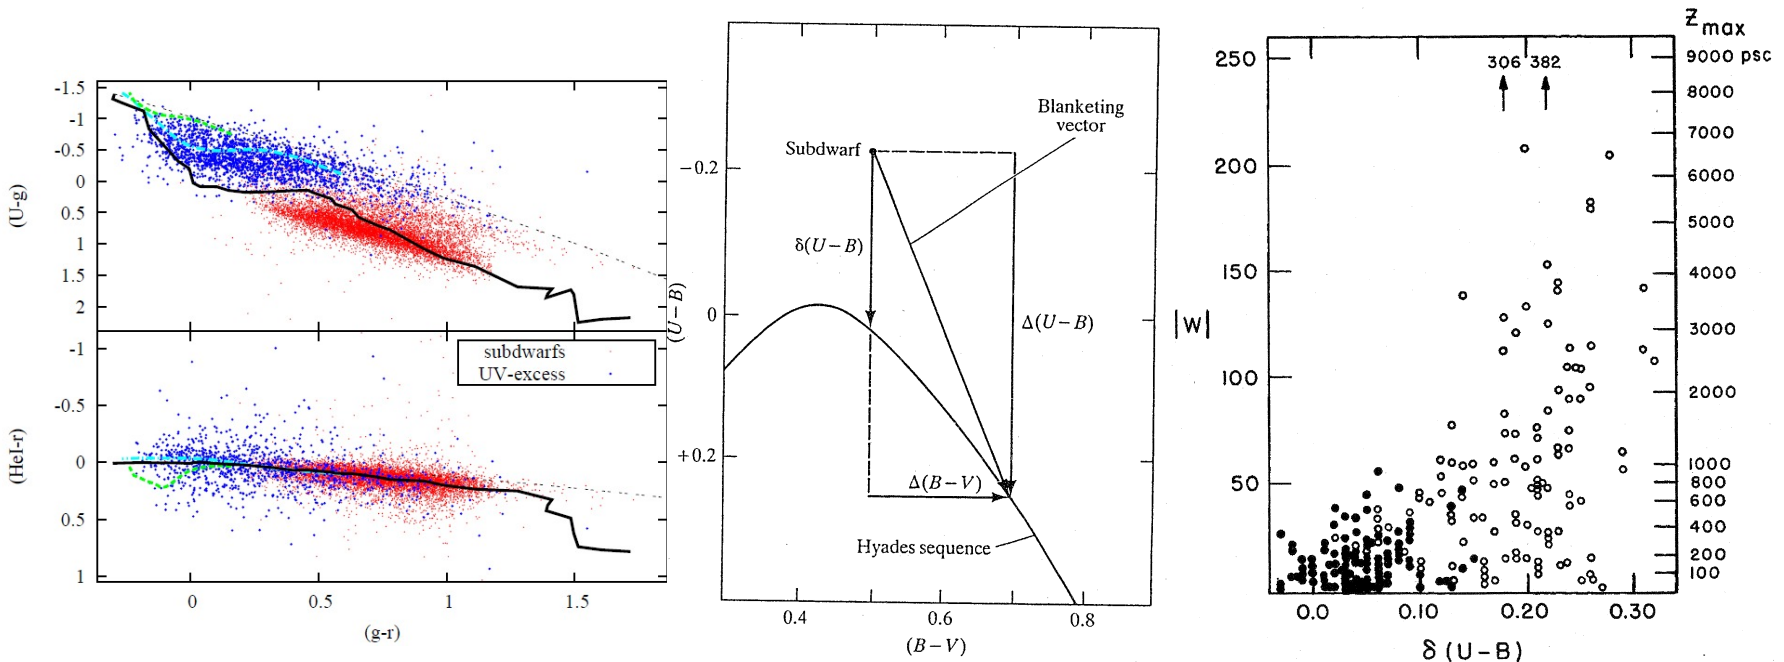 -1.5
-1
-0.5
0
0.5
1
1.5
2
(U-g)
-1
-0.5
0
0.5
1
(HeI-r)
subdwarfs
UV-excess
0
0.5
1
1.5
(g-r)
−0.2
0
+0.2
(U−B)
Subdwarf
Blanketing
vector
δ(U−B)
Δ(U−B)
Δ(B−V)
Hyades sequence
0.4
0.6
0.8
(B−V)
250
200
150
100
50
|W|
306 382
Zmax
9000 psc
8000
7000
6000
5000
4000
3000
2000
1000
800
600
400
200
100
0.0
0.10
0.20
0.30
δ (U-B)